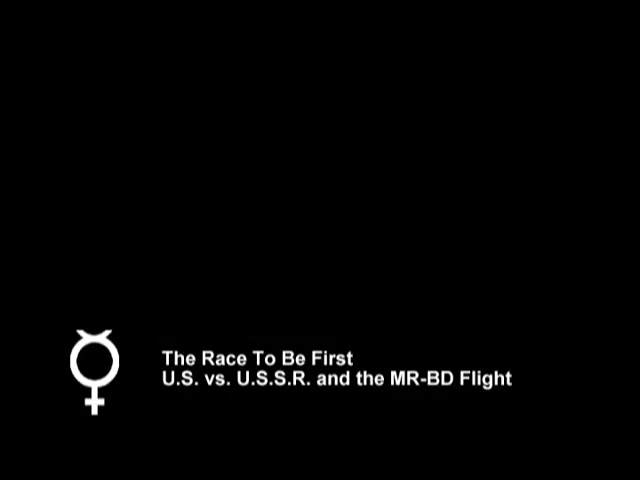 The Race To Be First
U.S. vs. U.S.S.R. and the MR-BD Flight